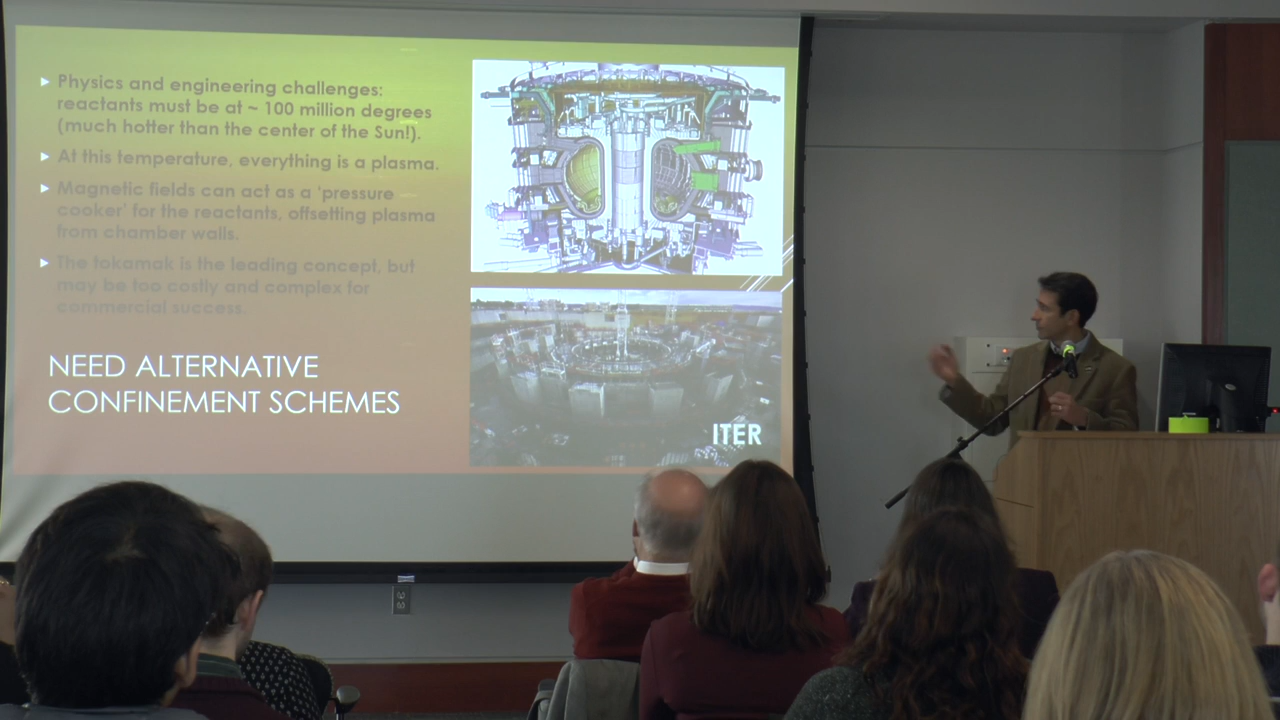 Physics and engineering challenges:
reactants must be at ~ 100 million degrees
(much hotter than the center of the Sun!).
At this temperature, everything is a plasma.
Magnetic fields can act as a ‘pressure
cooker’ for the reactants, offsetting plasma
from chamber walls.
The tokamak is the leading concept, but
may be too costly and complex for
commercial success.
NEED ALTERNATIVE
CONFINEMENT SCHEMES
ITER